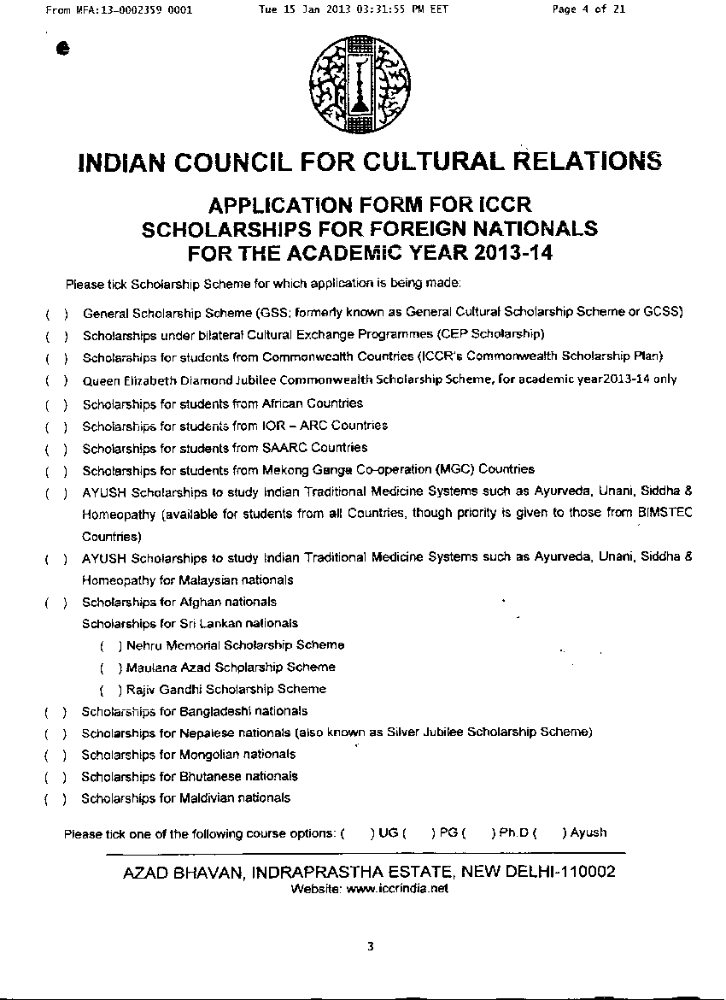 From MFA:13-0002359 0001 Tue 15 Jan 2013 03:31:55 PM EET Page 4 of 21
INDIAN COUNCIL FOR CULTURAL RELATIONS
APPLICATION FORM FOR ICCR
SCHOLARSHIPS FOR FOREIGN NATIONALS
FOR THE ACADEMIC YEAR 2013-14
Please tick Scholarship Scheme for which application is being made:
( ) General Scholarship Scheme (GSS; formerly known as General Cultural Scholarship Scheme or GCSS)
( ) Scholarships under bilateral Cultural Exchange Programmes (CEP Scholarship)
( ) Scholarships for students from Commonwealth Countries (ICCR's Commonwealth Scholarship Plan)
( ) Queen Elizabeth Diamond Jubilee Commonwealth Scholarship Scheme, for academic year2013-14 only
( ) Scholarships for students from African Countries
( ) Scholarships for students from IOR – ARC Countries
( ) Scholarships for students from SAARC Countries
( ) Scholarships for students from Mekong Ganga Co-operation (MGC) Countries
( ) AYUSH Scholarships to study Indian Traditional Medicine Systems such as Ayurveda, Unani, Siddha &
Homeopathy (available for students from all Countries, though priority is given to those from BIMSTEC
Countries)
( ) AYUSH Scholarships to study Indian Traditional Medicine Systems such as Ayurveda, Unani, Siddha &
Homeopathy for Malaysian nationals
( ) Scholarships for Afghan nationals
Scholarships for Sri Lankan nationals
( ) Nehru Memorial Scholarship Scheme
( ) Maulana Azad Scholarship Scheme
( ) Rajiv Gandhi Scholarship Scheme
( ) Scholarships for Bangladeshi nationals
( ) Scholarships for Nepalese nationals (also known as Silver Jubilee Scholarship Scheme)
( ) Scholarships for Mongolian nationals
( ) Scholarships for Bhutanese nationals
( ) Scholarships for Maldivian nationals
Please tick one of the following course options: ( ) UG ( ) PG ( ) Ph.D ( ) Ayush
AZAD BHAVAN, INDRAPRASTHA ESTATE, NEW DELHI-110002
Website: www.iccrindia.net
3